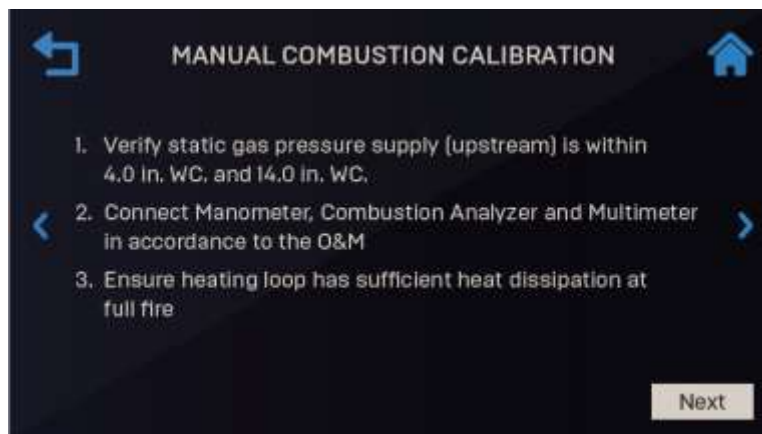 MANUAL COMBUSTION CALIBRATION
1. Verify static gas pressure supply (upstream) is within
4.0 in. WC. and 14.0 in. WC.
2. Connect Manometer, Combustion Analyzer and Multimeter
in accordance to the O&M
3. Ensure heating loop has sufficient heat dissipation at
full fire
Next